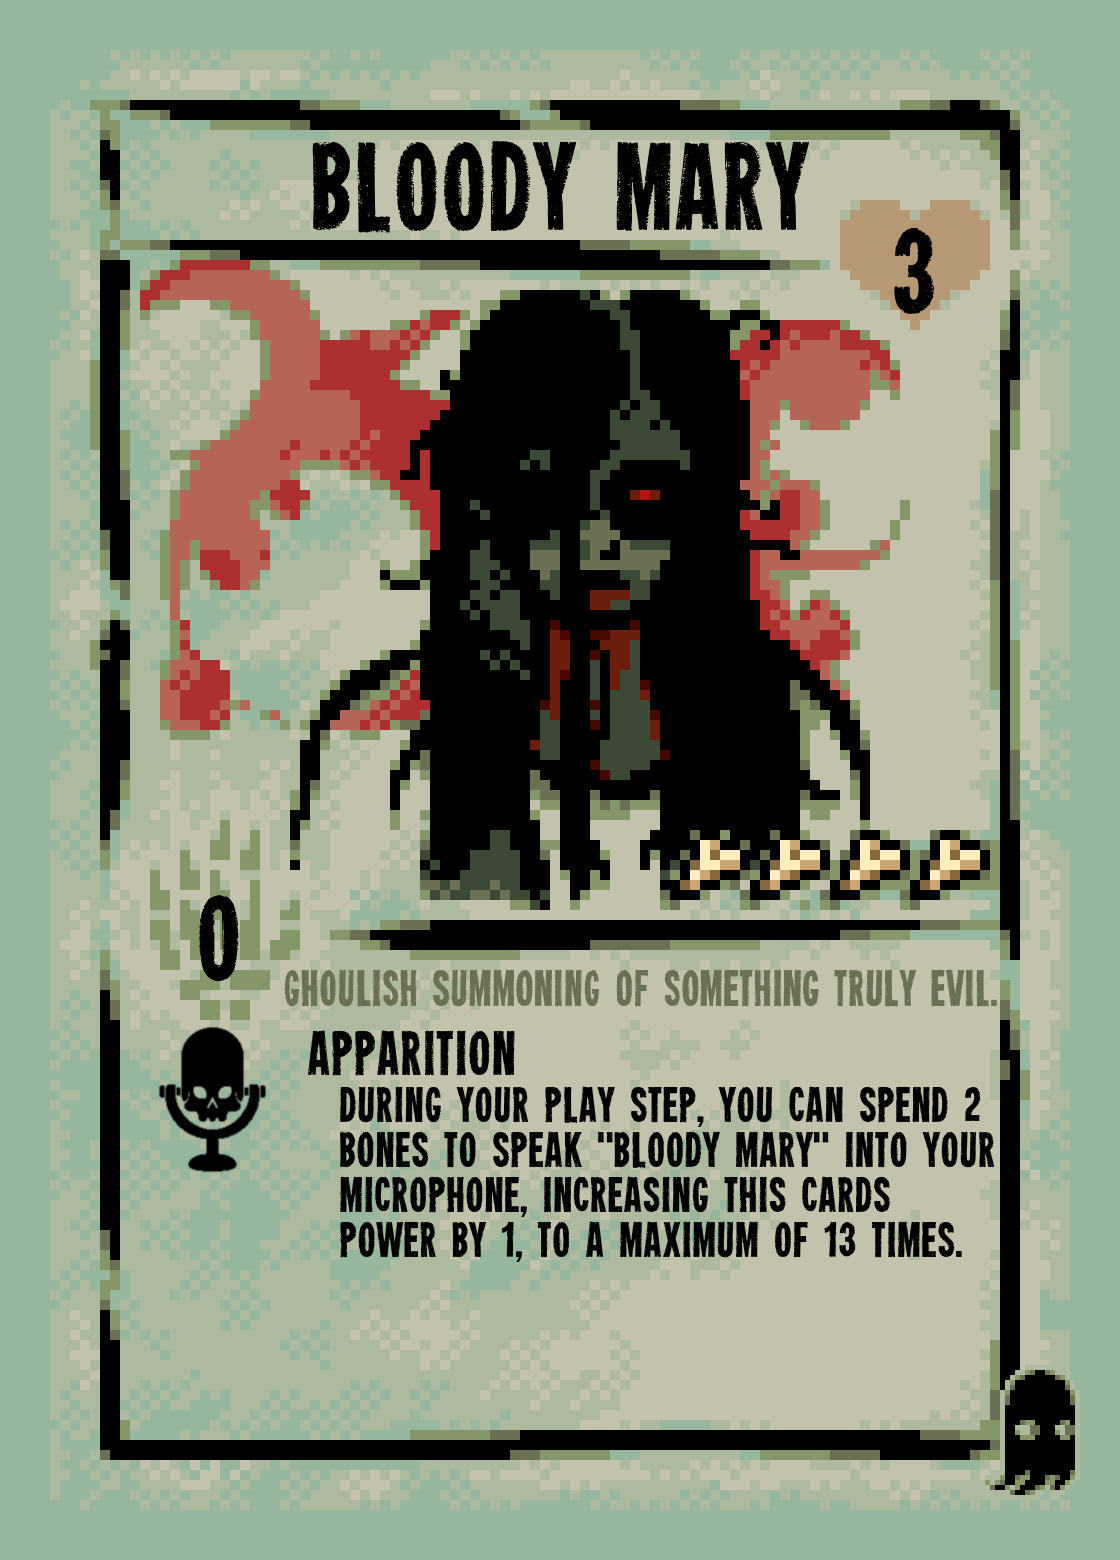 BLOODY MARY
3
0
GHOULISH SUMMONING OF SOMETHING TRULY EVIL.
APPARITION
DURING YOUR PLAY STEP, YOU CAN SPEND 2
BONES TO SPEAK "BLOODY MARY" INTO YOUR
MICROPHONE, INCREASING THIS CARDS
POWER BY 1, TO A MAXIMUM OF 13 TIMES.